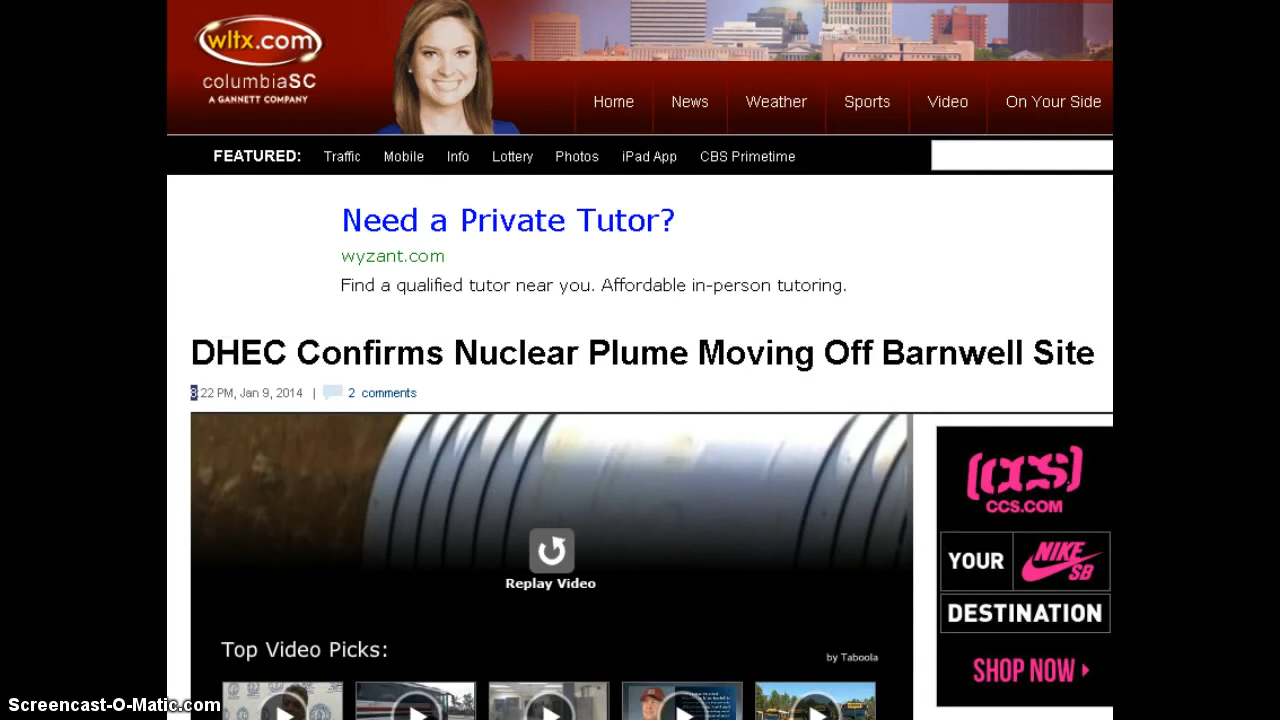 wltx.com
columbiaSC
A GANNETT COMPANY
Home News Weather Sports Video On Your Side
FEATURED: Traffic Mobile Info Lottery Photos iPad App CBS Primetime
Need a Private Tutor?
wyzant.com
Find a qualified tutor near you. Affordable in-person tutoring.
DHEC Confirms Nuclear Plume Moving Off Barnwell Site
8:22 PM, Jan 9, 2014 | 2 comments
Replay Video
Top Video Picks:
by Taboola
CCS
CCS.COM
YOUR NIKE SB
DESTINATION
SHOP NOW
Screencast-O-Matic.com